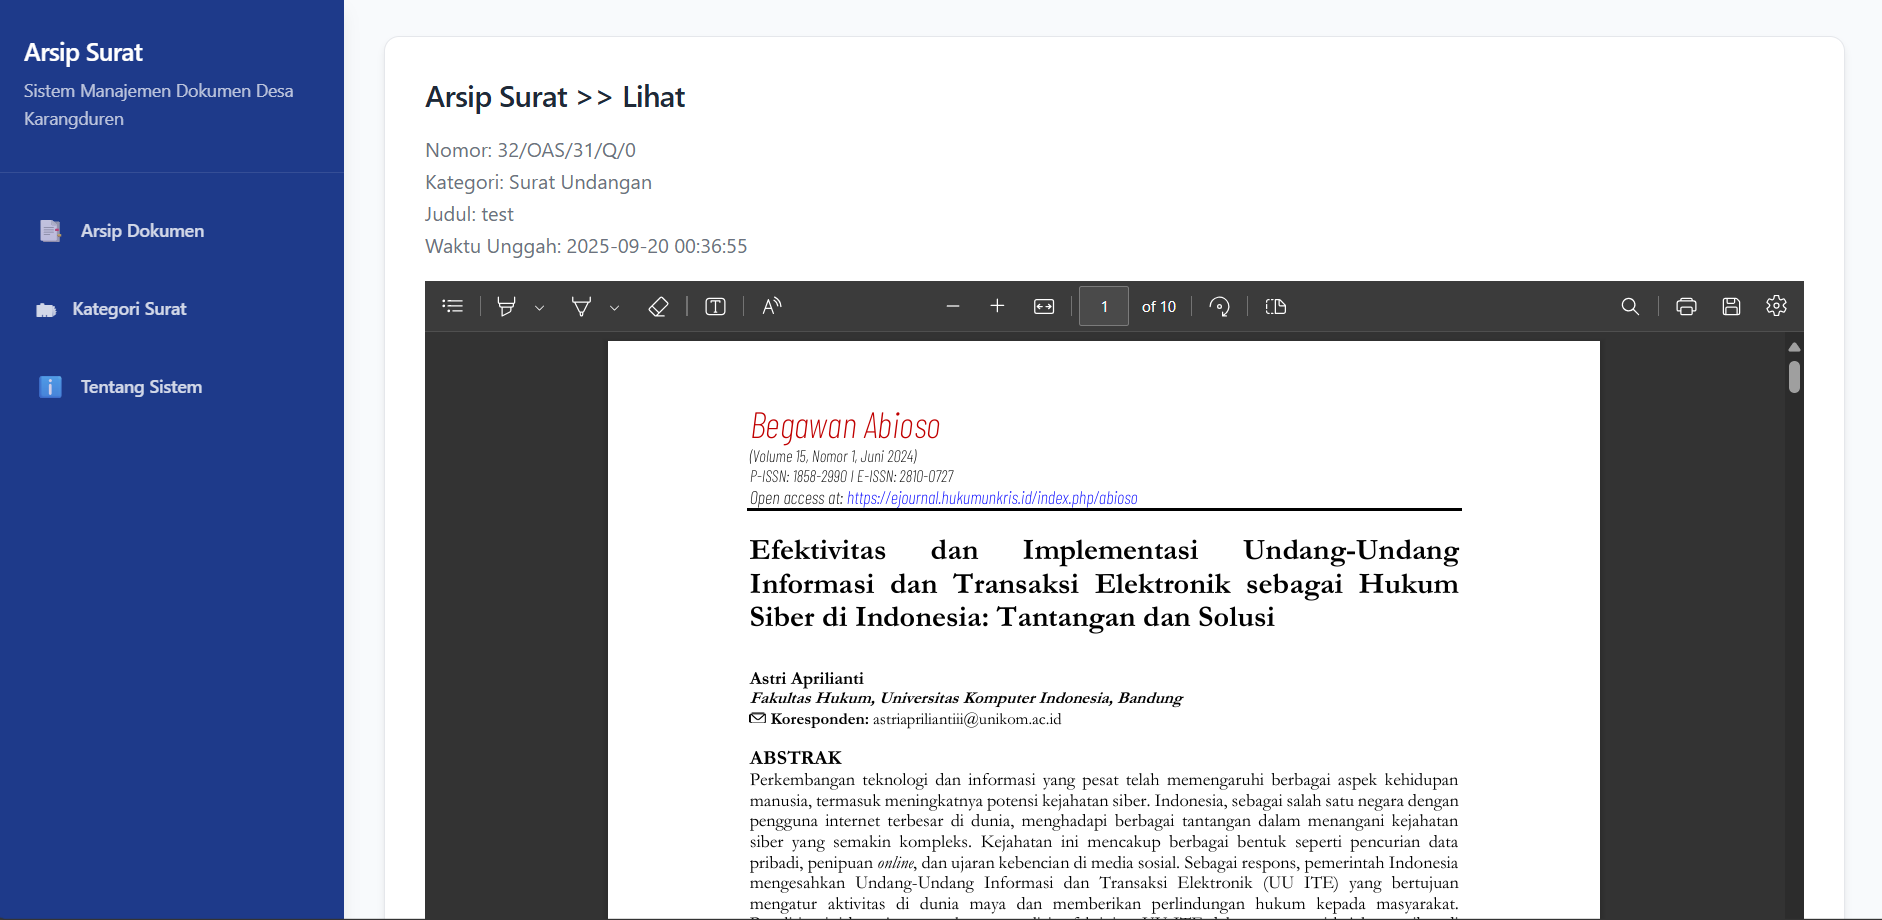 Arsip Surat
Sistem Manajemen Dokumen Desa
Karangduren
Arsip Dokumen
Kategori Surat
Tentang Sistem
Arsip Surat >> Lihat
Nomor: 32/OAS/31/Q/0
Kategori: Surat Undangan
Judul: test
Waktu Unggah: 2025-09-20 00:36:55
1 of 10
Begawan Abioso
(Volume 15, Nomor 1, Juni 2024)
P-ISSN: 1858-2990 I E-ISSN: 2810-0727
Open access at: https://ejournal.hukumunkris.id/index.php/abioso
Efektivitas dan Implementasi Undang-Undang
Informasi dan Transaksi Elektronik sebagai Hukum
Siber di Indonesia: Tantangan dan Solusi
Astri Aprilianti
Fakultas Hukum, Universitas Komputer Indonesia, Bandung
Koresponden: astriapriliantiii@unikom.ac.id
ABSTRAK
Perkembangan teknologi dan informasi yang pesat telah memengaruhi berbagai aspek kehidupan
manusia, termasuk meningkatnya potensi kejahatan siber. Indonesia, sebagai salah satu negara dengan
pengguna internet terbesar di dunia, menghadapi berbagai tantangan dalam menangani kejahatan
siber yang semakin kompleks. Kejahatan ini mencakup berbagai bentuk seperti pencurian data
pribadi, penipuan online, dan ujaran kebencian di media sosial. Sebagai respons, pemerintah Indonesia
mengesahkan Undang-Undang Informasi dan Transaksi Elektronik (UU ITE) yang bertujuan
mengatur aktivitas di dunia maya dan memberikan perlindungan hukum kepada masyarakat.